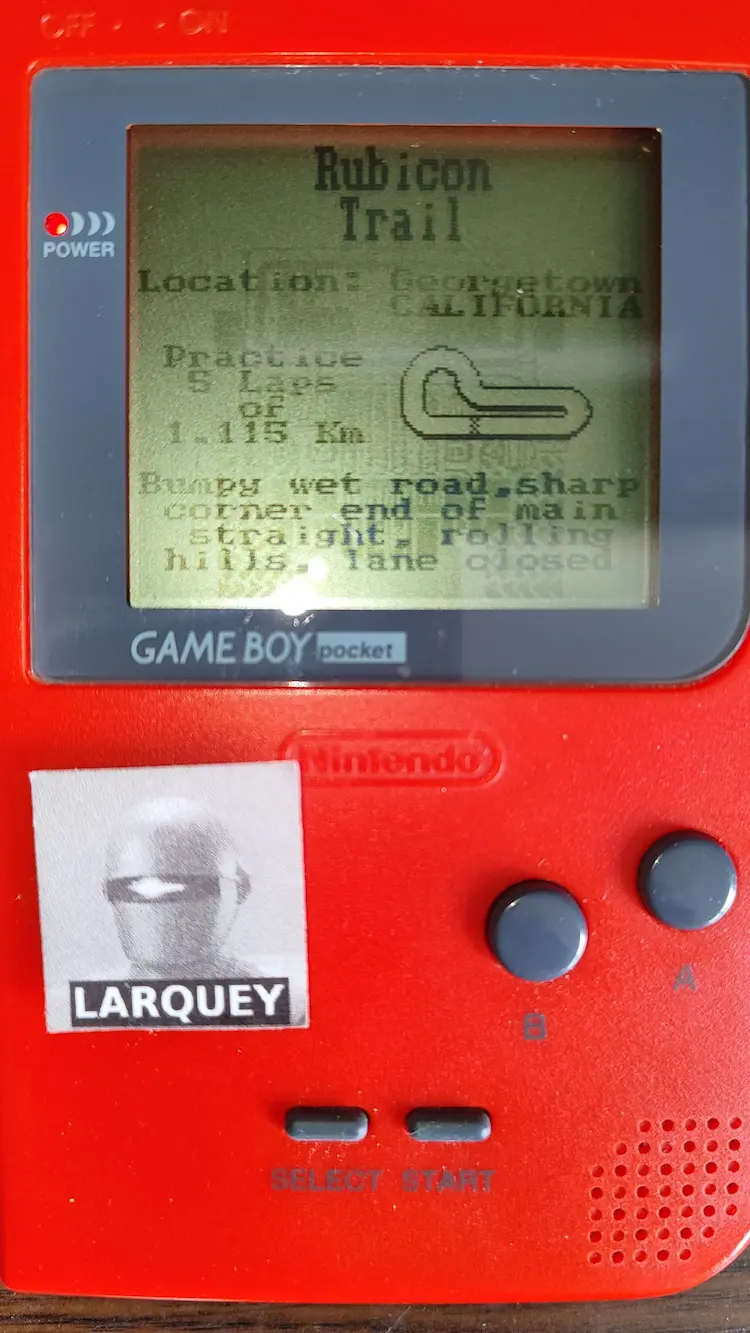 OFF · · ON
POWER
Rubicon
Trail
Location: Georgetown
CALIFORNIA
Practice
5 Laps
of
1.115 Km
Bumpy wet road,sharp
corner end of main
straight, rolling
hills, lane closed
GAME BOY pocket
Nintendo
LARQUEY
A
B
SELECT START